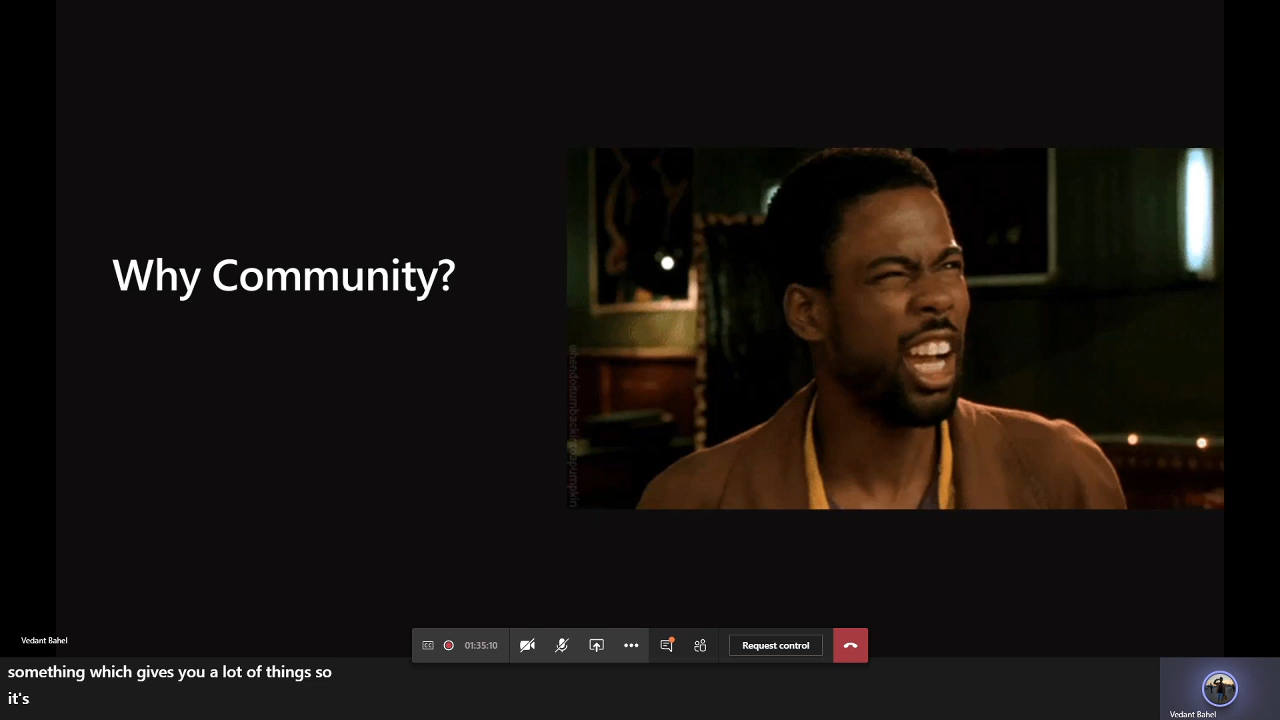 Why Community?
Vedant Bahel
01:35:10
Request control
something which gives you a lot of things so
it's
Vedant Bahel